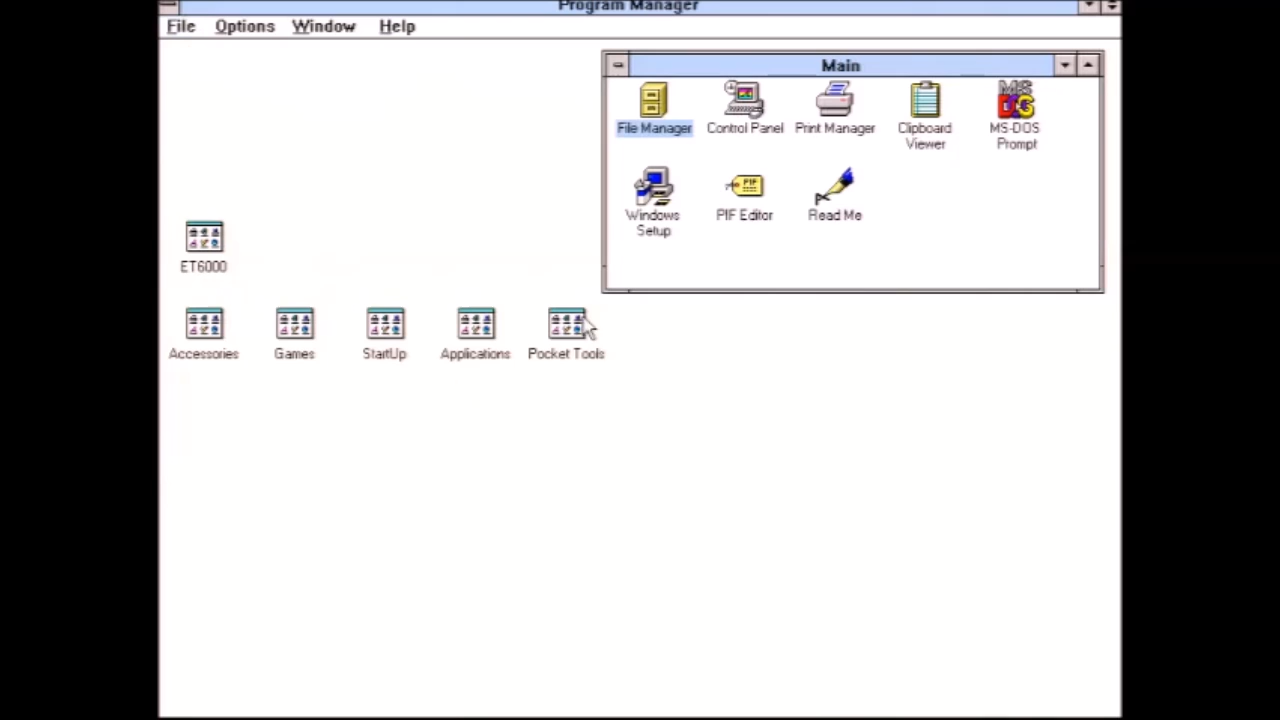 Program Manager
File Options Window Help
Main
File Manager Control Panel Print Manager Clipboard Viewer MS-DOS Prompt
Windows Setup PIF Editor Read Me
ET6000
Accessories Games StartUp Applications Pocket Tools